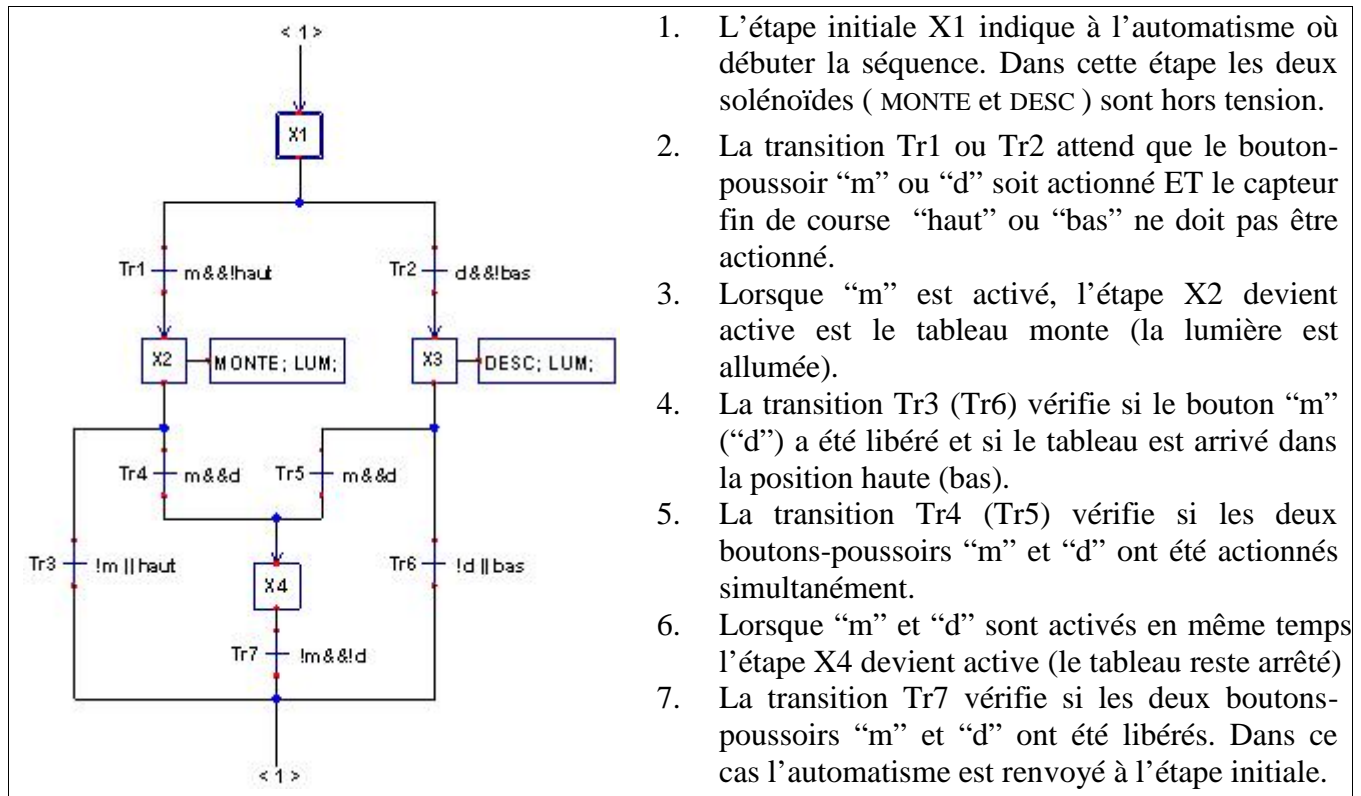 < 1 >
X1
Tr1 m&&!haut
Tr2 d&&!bas
X2 MONTE; LUM;
X3 DESC; LUM;
Tr4 m&&d
Tr5 m&&d
Tr3 !m || haut
Tr6 !d || bas
X4
Tr7 !m&&!d
< 1 >
1. L’étape initiale X1 indique à l’automatisme où
débuter la séquence. Dans cette étape les deux
solénoïdes ( MONTE et DESC ) sont hors tension.
2. La transition Tr1 ou Tr2 attend que le bouton-
poussoir “m” ou “d” soit actionné ET le capteur
fin de course “haut” ou “bas” ne doit pas être
actionné.
3. Lorsque “m” est activé, l’étape X2 devient
active est le tableau monte (la lumière est
allumée).
4. La transition Tr3 (Tr6) vérifie si le bouton “m”
(“d”) a été libéré et si le tableau est arrivé dans
la position haute (bas).
5. La transition Tr4 (Tr5) vérifie si les deux
boutons-poussoirs “m” et “d” ont été actionnés
simultanément.
6. Lorsque “m” et “d” sont activés en même temps
l’étape X4 devient active (le tableau reste arrêté)
7. La transition Tr7 vérifie si les deux boutons-
poussoirs “m” et “d” ont été libérés. Dans ce
cas l’automatisme est renvoyé à l’étape initiale.